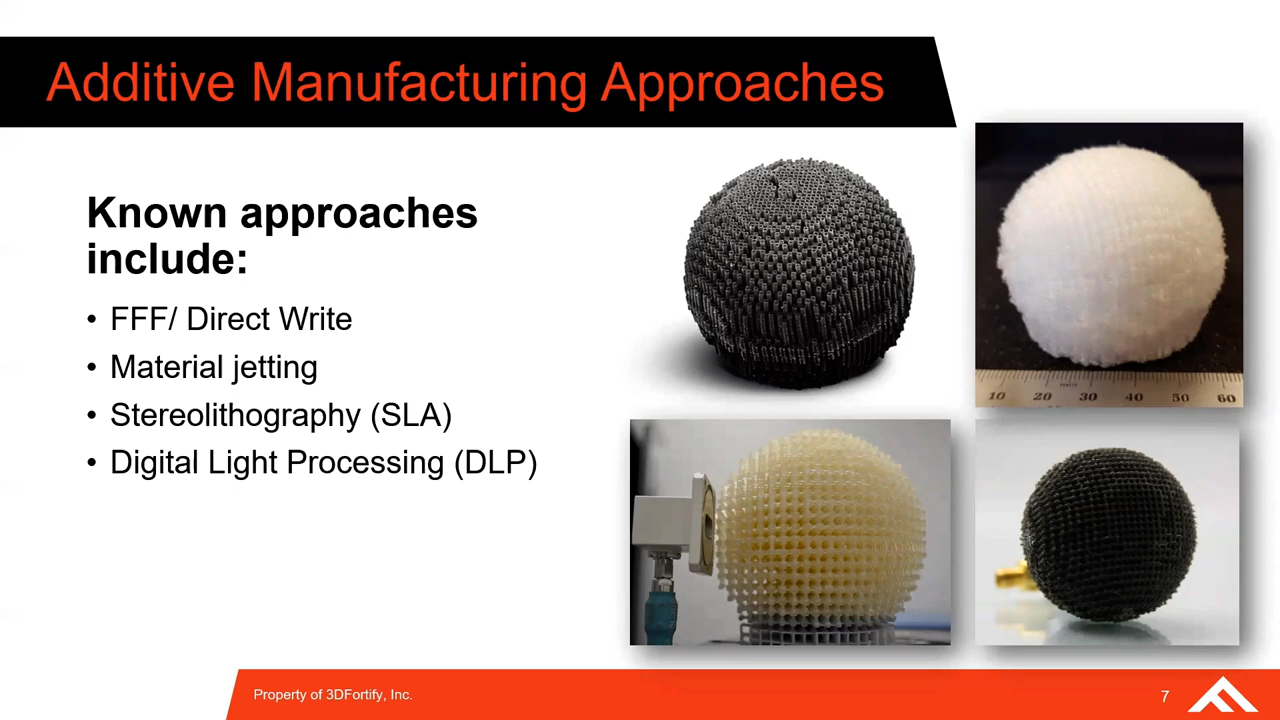 Additive Manufacturing Approaches
Known approaches
include:
• FFF/ Direct Write
• Material jetting
• Stereolithography (SLA)
• Digital Light Processing (DLP)
10 20 30 40 50 60
Property of 3DFortify, Inc.
7